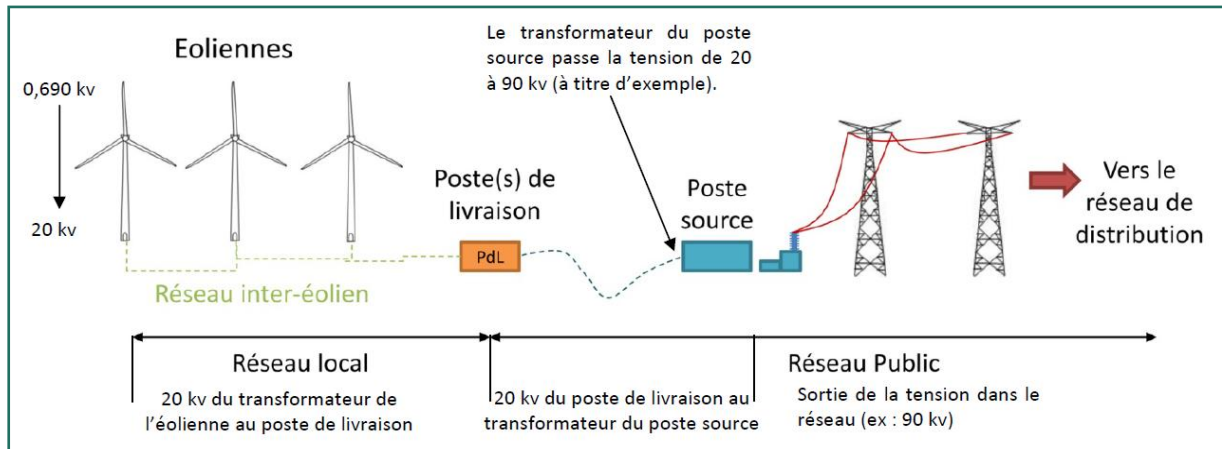 Eoliennes
0,690 kv
20 kv
Le transformateur du poste
source passe la tension de 20
à 90 kv (à titre d’exemple).
Poste(s) de
livraison
PdL
Poste
source
Vers le
réseau de
distribution
Réseau inter-éolien
Réseau local
20 kv du transformateur de
l’éolienne au poste de livraison
20 kv du poste de livraison au
transformateur du poste source
Réseau Public
Sortie de la tension dans le
réseau (ex : 90 kv)